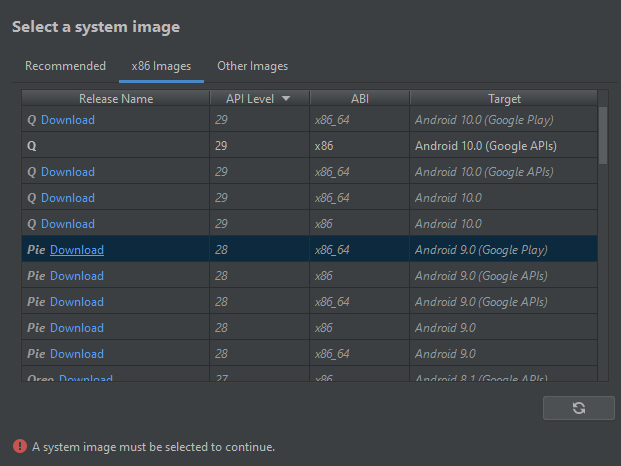 Select a system image
Recommended x86 Images Other Images
Release Name API Level ABI Target
Q Download 29 x86_64 Android 10.0 (Google Play)
Q 29 x86 Android 10.0 (Google APIs)
Q Download 29 x86_64 Android 10.0 (Google APIs)
Q Download 29 x86_64 Android 10.0
Q Download 29 x86 Android 10.0
Pie Download 28 x86_64 Android 9.0 (Google Play)
Pie Download 28 x86 Android 9.0 (Google APIs)
Pie Download 28 x86_64 Android 9.0 (Google APIs)
Pie Download 28 x86 Android 9.0
Pie Download 28 x86_64 Android 9.0
Oreo Download 27 x86 Android 8.1 (Google APIs)
A system image must be selected to continue.